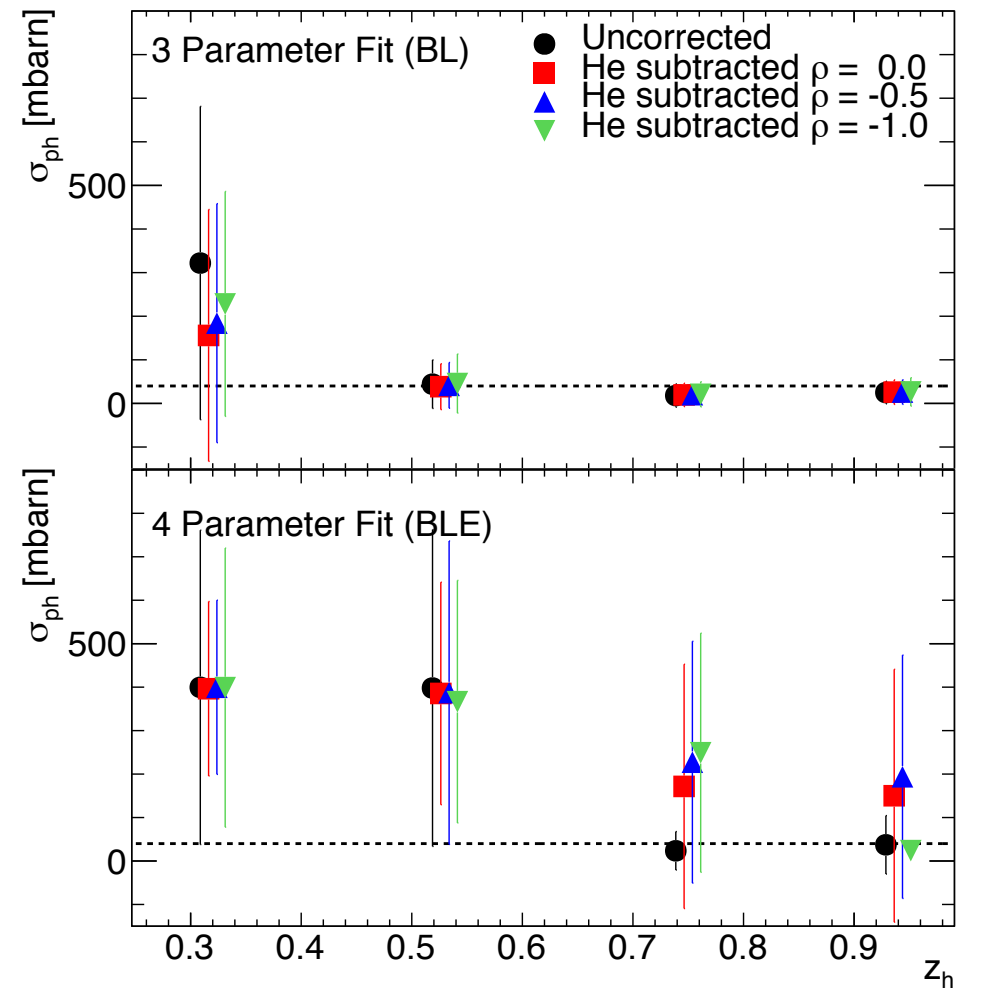 3 Parameter Fit (BL)
Uncorrected
He subtracted ρ = 0.0
He subtracted ρ = -0.5
He subtracted ρ = -1.0
σph [mbarn]
500
0
4 Parameter Fit (BLE)
σph [mbarn]
500
0
0.3 0.4 0.5 0.6 0.7 0.8 0.9
zh